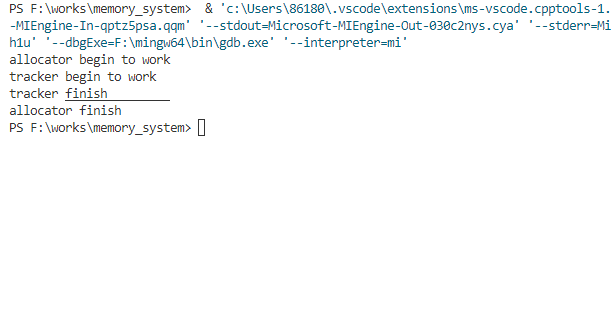 PS F:\works\memory_system>  & 'c:\Users\86180\.vscode\extensions\ms-vscode.cpptools-1.
-MIEngine-In-qptz5psa.qqm' '--stdout=Microsoft-MIEngine-Out-030c2nys.cya' '--stderr=Mi
h1u' '--dbgExe=F:\mingw64\bin\gdb.exe' '--interpreter=mi'
allocator begin to work
tracker begin to work
tracker finish
allocator finish
PS F:\works\memory_system>